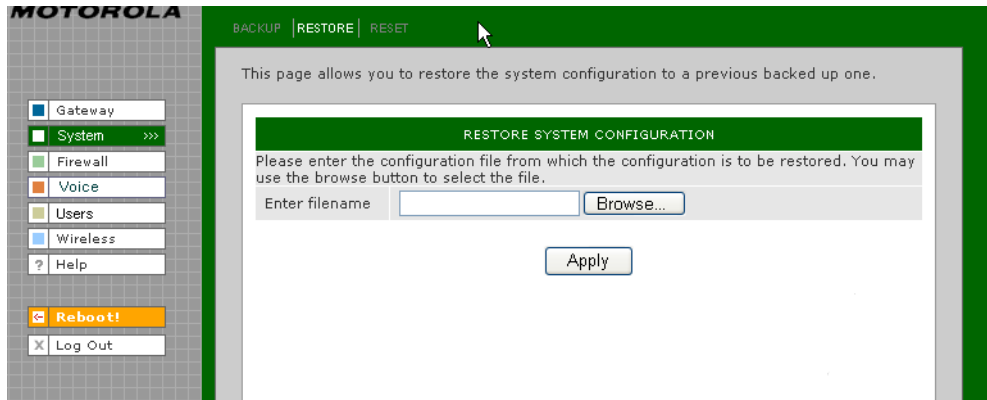 MOTOROLA
BACKUP RESTORE RESET
This page allows you to restore the system configuration to a previous backed up one.
Gateway
System >>>
Firewall
Voice
Users
Wireless
? Help
Reboot!
X Log Out
RESTORE SYSTEM CONFIGURATION
Please enter the configuration file from which the configuration is to be restored. You may
use the browse button to select the file.
Enter filename Browse...
Apply